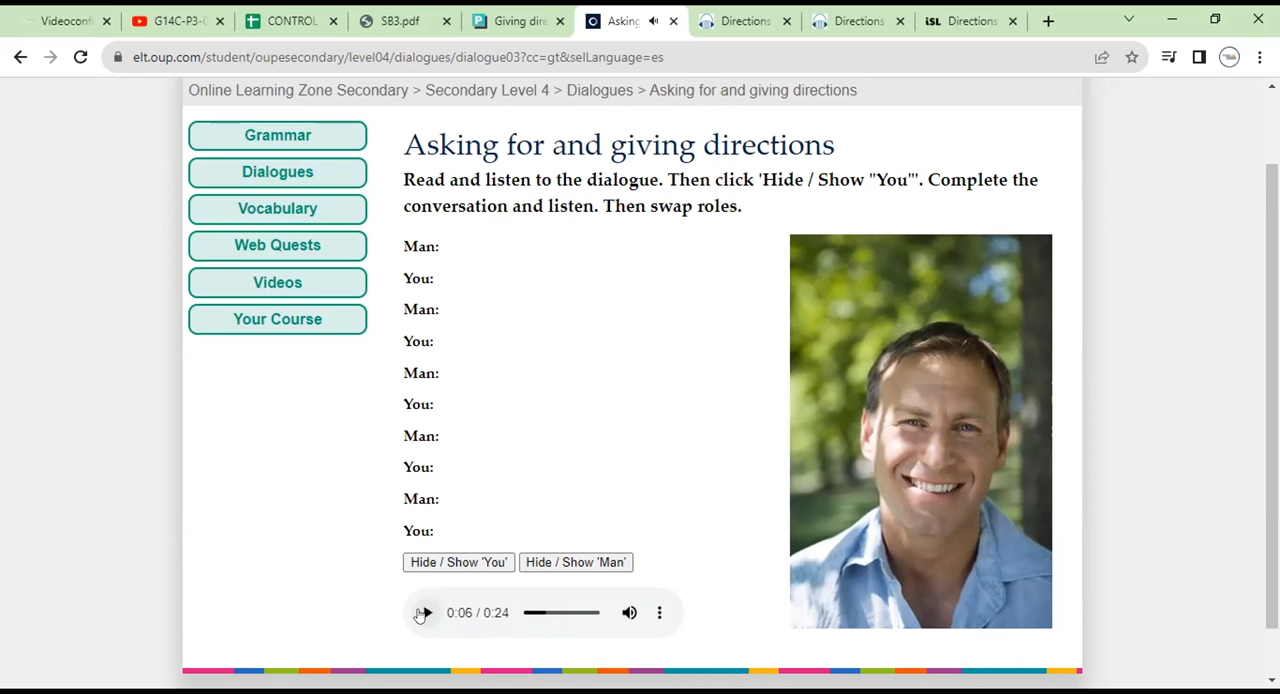 Videoconf
G14C-P3-(
CONTROL
SB3.pdf
Giving dire
Asking
Directions
Directions
iSL Directions
elt.oup.com/student/oupesecondary/level04/dialogues/dialogue03?cc=gt&selLanguage=es
Online Learning Zone Secondary > Secondary Level 4 > Dialogues > Asking for and giving directions
Grammar
Dialogues
Vocabulary
Web Quests
Videos
Your Course
Asking for and giving directions
Read and listen to the dialogue. Then click 'Hide / Show "You"'. Complete the
conversation and listen. Then swap roles.
Man:
You:
Man:
You:
Man:
You:
Man:
You:
Man:
You:
Hide / Show 'You' Hide / Show 'Man'
0:06 / 0:24